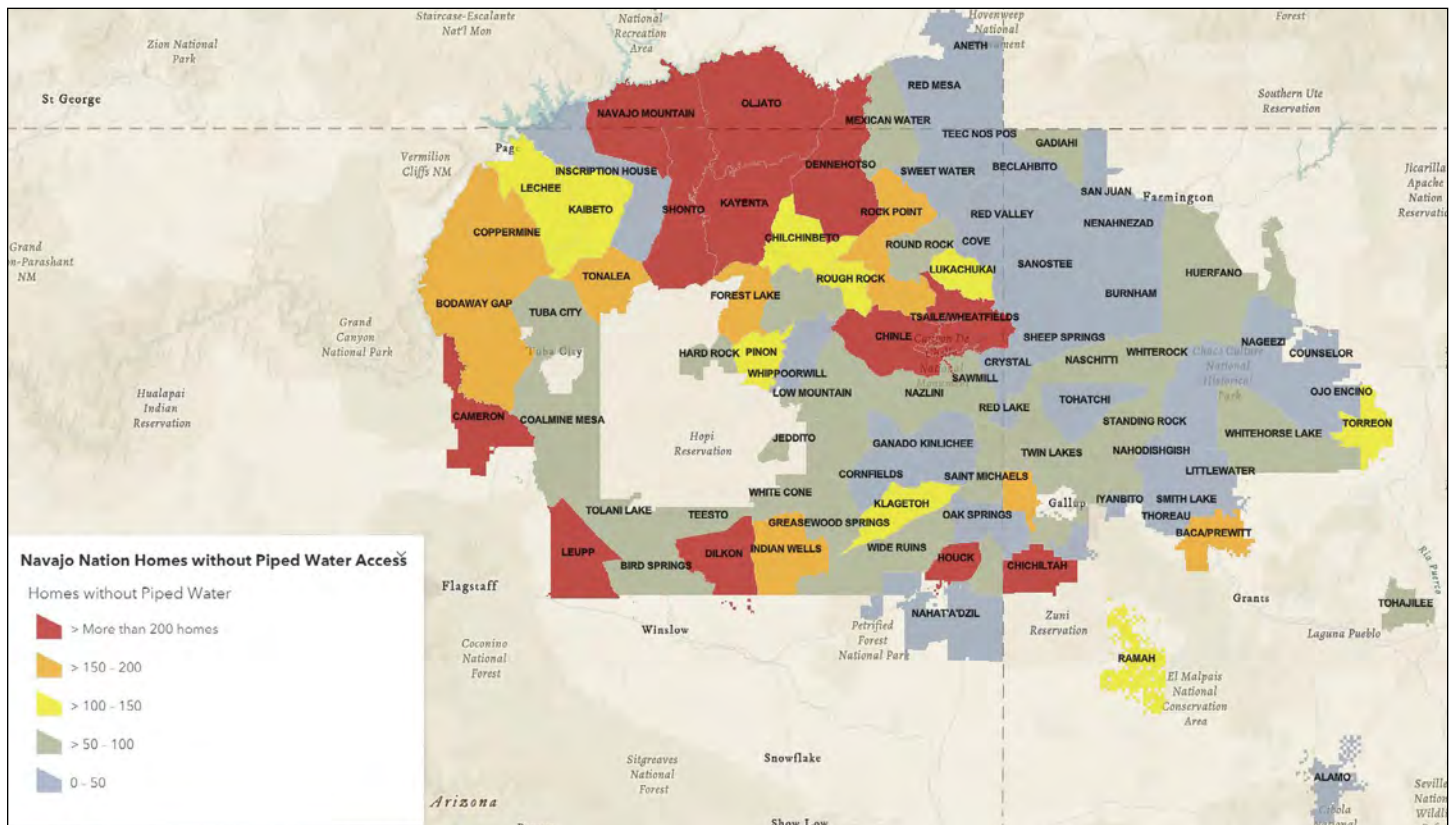 Staircase-Escalante
Nat'l Mon
National
Recreation
Area
Hovenweep
National
Forest
Zion National
Park
ANETH
St George
RED MESA
Southern Ute
Reservation
NAVAJO MOUNTAIN
OLJATO
MEXICAN WATER
TEEC NOS POS
GADIAHI
Page
Vermilion
Cliffs NM
INSCRIPTION HOUSE
DENNEHOTSO
SWEET WATER
BECLAHBITO
Jicarilla
Apache
Nation
LECHEE
KAIBETO
SHONTO
KAYENTA
ROCK POINT
SAN JUAN
Farmington
RED VALLEY
NENAHNEZAD
COPPERMINE
CHILCHINBETO
ROUND ROCK
COVE
Grand
NM
SANOSTEE
HUERFANO
TONALEA
ROUGH ROCK
LUKACHUKAI
BODAWAY GAP
TUBA CITY
FOREST LAKE
BURNHAM
TSAILE/WHEATFIELDS
Grand
Canyon
National Park
Tuba City
CHINLE
SHEEP SPRINGS
NAGEEZI
HARD ROCK
PINON
WHIPPOORWILL
CRYSTAL
NASCHITTI
WHITEROCK
Chaco Culture
National
Historical
Park
COUNSELOR
SAWMILL
Hualapai
Indian
Reservation
LOW MOUNTAIN
NAZLINI
RED LAKE
TOHATCHI
OJO ENCINO
CAMERON
COALMINE MESA
STANDING ROCK
TORREON
Hopi
Reservation
JEDDITO
GANADO KINLICHEE
TWIN LAKES
NAHODISHGISH
WHITEHORSE LAKE
CORNFIELDS
SAINT MICHAELS
LITTLEWATER
WHITE CONE
KLAGETOH
Gallup
IYANBITO
SMITH LAKE
TOLANI LAKE
TEESTO
GREASEWOOD SPRINGS
OAK SPRINGS
THOREAU
BACA/PREWITT
LEUPP
DILKON
INDIAN WELLS
WIDE RUINS
HOUCK
CHICHILTAH
BIRD SPRINGS
Flagstaff
Rio Puerco
Grants
TOHAJILEE
NAHAT'A'DZIL
Zuni
Reservation
Winslow
Petrified
Forest
National Park
Laguna Pueblo
Coconino
National
Forest
RAMAH
El Malpais
National
Conservation
Area
Snowflake
Sitgreaves
National
Forest
ALAMO
Arizona
Show Low
Navajo Nation Homes without Piped Water Access
Homes without Piped Water
> More than 200 homes
> 150 - 200
> 100 - 150
> 50 - 100
0 - 50